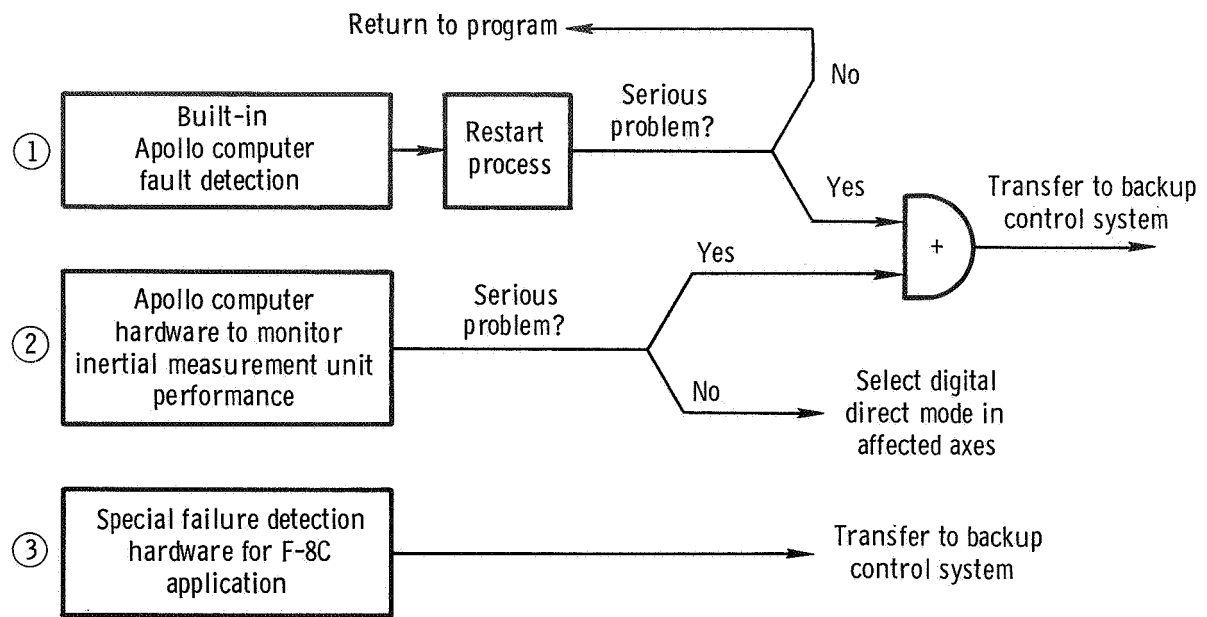 Return to program
No
1
Built-in
Apollo computer
fault detection
Restart
process
Serious
problem?
Yes
+
Transfer to backup
control system
2
Apollo computer
hardware to monitor
inertial measurement unit
performance
Serious
problem?
Yes
No
Select digital
direct mode in
affected axes
3
Special failure detection
hardware for F-8C
application
Transfer to backup
control system